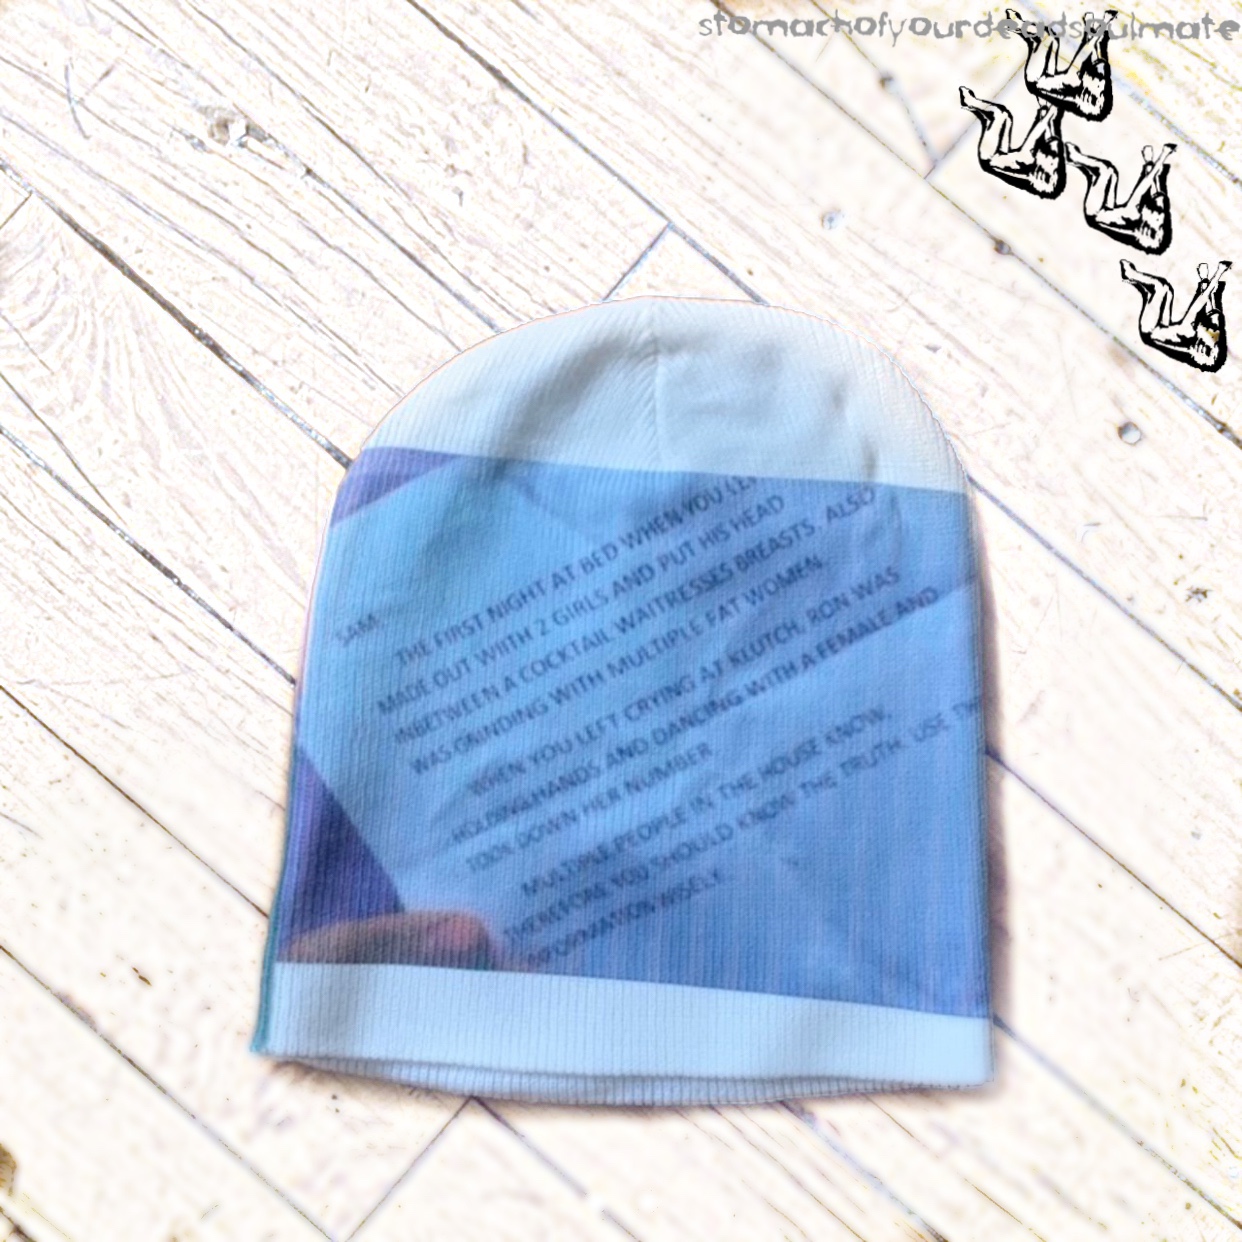 stomachofyourdeadsoulmate
SAM,
THE FIRST NIGHT AT BED WHEN YOU LE
MADE OUT WITH 2 GIRLS AND PUT HIS HEAD
INBETWEEN A COCKTAIL WAITRESSES BREASTS. ALSO
WAS GRINDING WITH MULTIPLE FAT WOMEN.
WHEN YOU LEFT CRYING AT KLUTCH, RON WAS
HOLDING HANDS AND DANCING WITH A FEMALE AND
TOOK DOWN HER NUMBER
MULTIPLE PEOPLE IN THE HOUSE KNOW,
THEREFORE YOU SHOULD KNOW THE TRUTH. USE
INFORMATION WISELY.